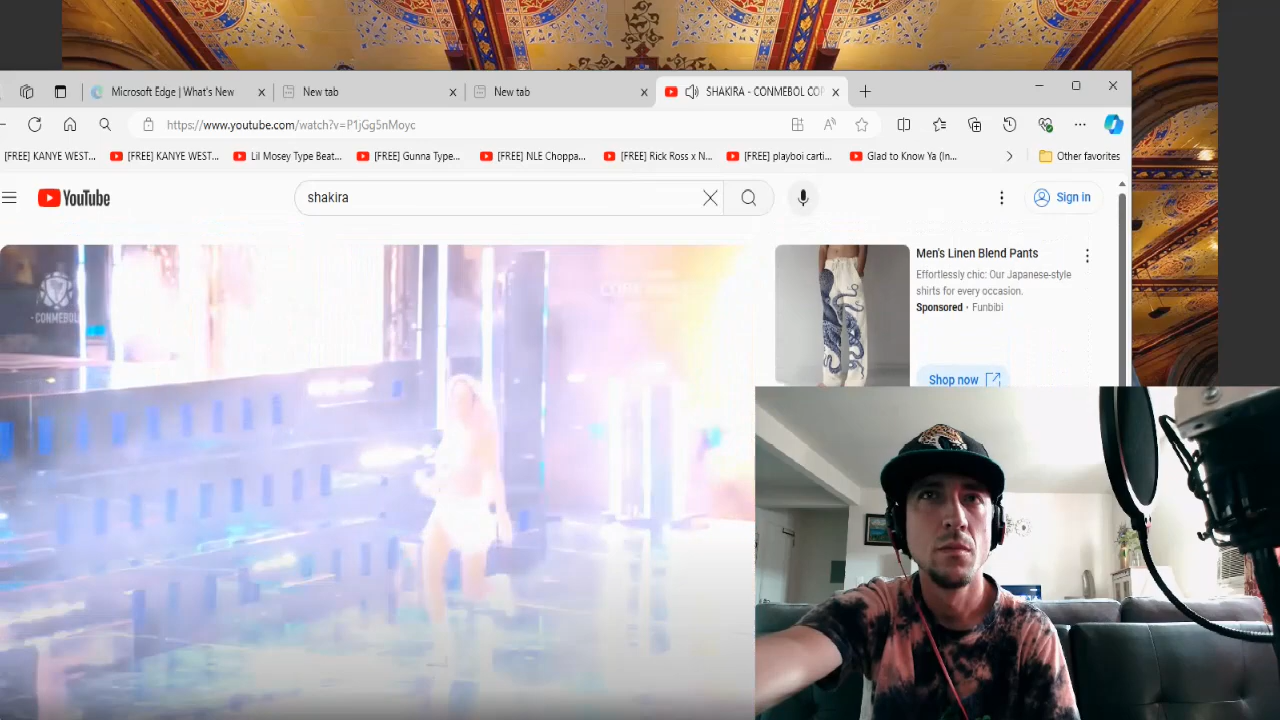 Microsoft Edge | What's New
New tab
New tab
SHAKIRA - CONMEBOL COP
https://www.youtube.com/watch?v=P1jGg5nMoyc
[FREE] KANYE WEST...
[FREE] KANYE WEST...
Lil Mosey Type Beat...
[FREE] Gunna Type...
[FREE] NLE Choppa...
[FREE] Rick Ross x N...
[FREE] playboi carti...
Glad to Know Ya (In...
Other favorites
YouTube
shakira
Sign in
Men's Linen Blend Pants
Effortlessly chic: Our Japanese-style
shirts for every occasion.
Sponsored · Funbibi
Shop now
CONMEBOL